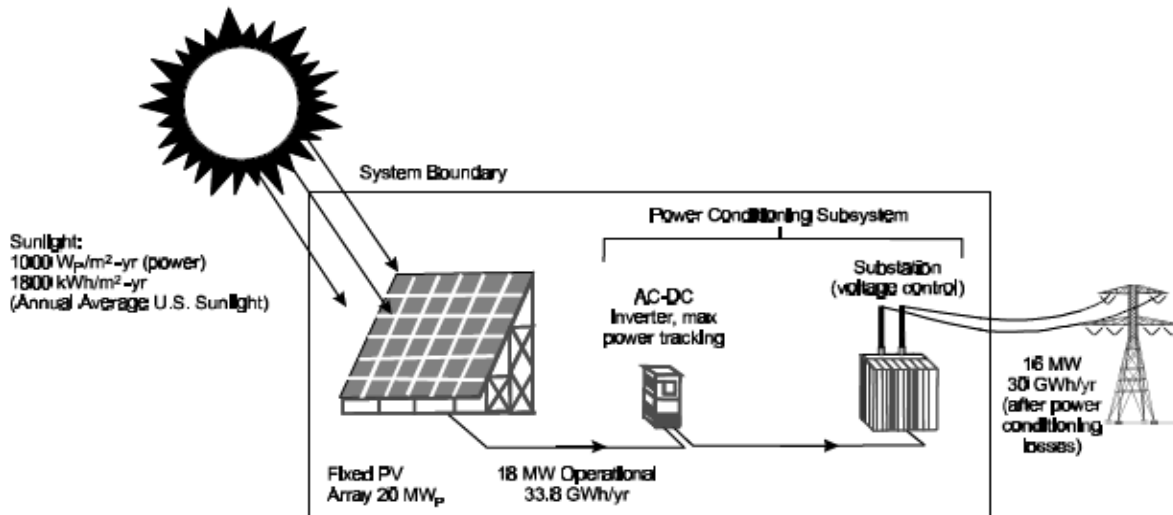 System Boundary
Power Conditioning Subsystem
Sunlight:
1000 Wₚ/m²-yr (power)
1800 kWh/m²-yr
(Annual Average U.S. Sunlight)
AC-DC
Inverter, max
power tracking
Substation
(voltage control)
16 MW
30 GWh/yr
(after power
conditioning
losses)
Fixed PV
Array 20 MWₚ
18 MW Operational
33.8 GWh/yr